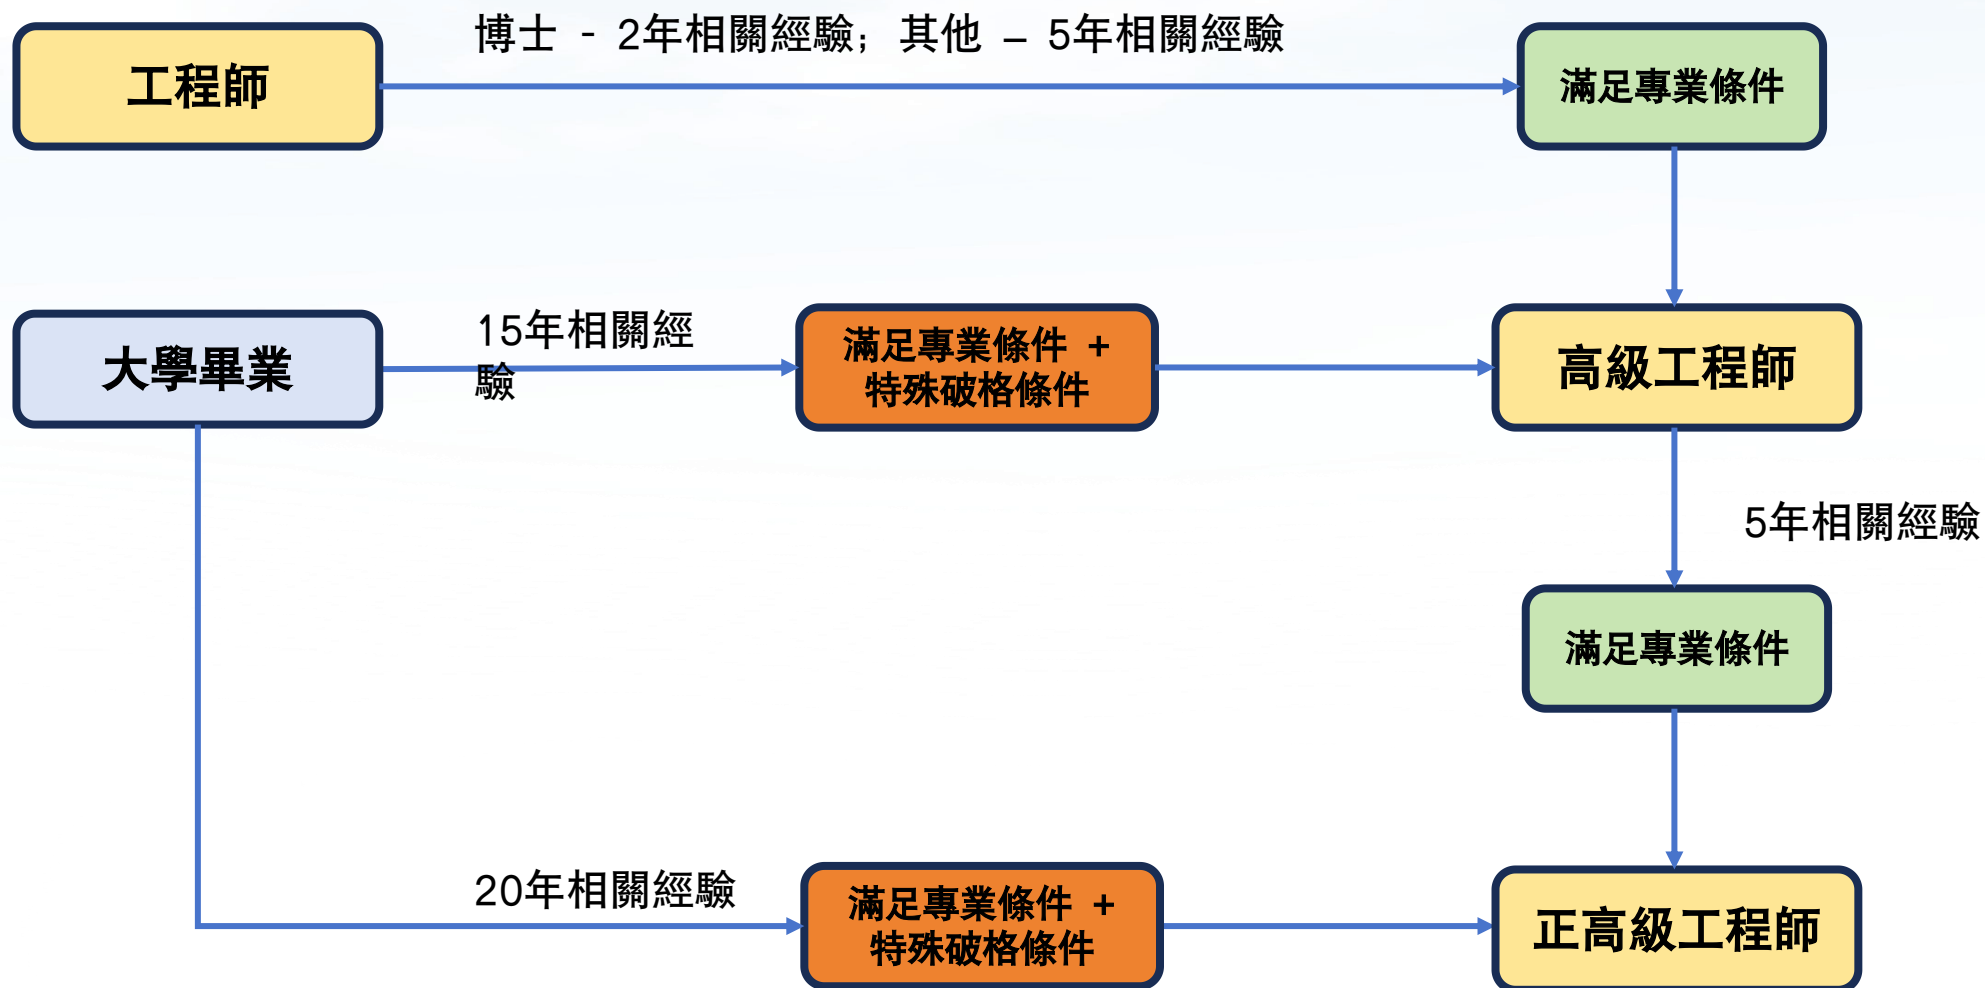 博士 - 2年相關經驗；其他 – 5年相關經驗
工程師
滿足專業條件
15年相關經
驗
大學畢業
滿足專業條件 +
特殊破格條件
高級工程師
5年相關經驗
滿足專業條件
20年相關經驗
滿足專業條件 +
特殊破格條件
正高級工程師